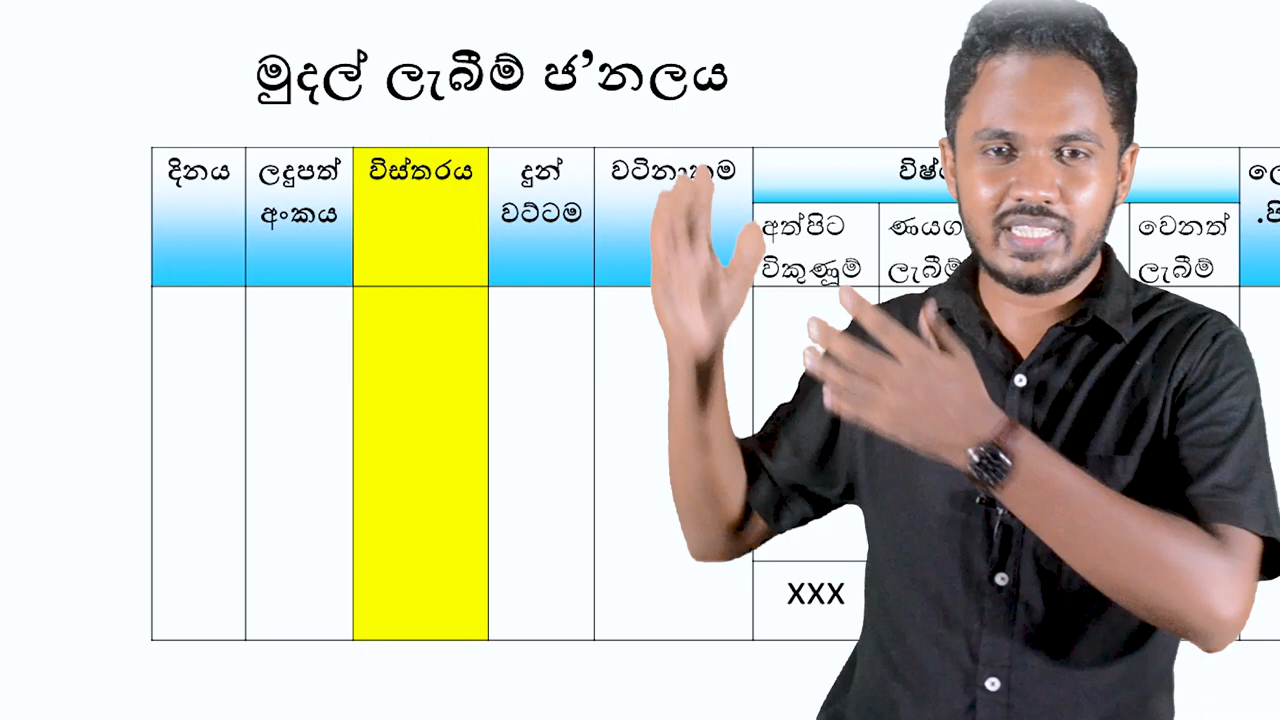 මුදල් ලැබීම් ජ’නලය
දිනය
ලදුපත්
අංකය
විස්තරය
දුන්
වට්ටම
අත්පිට
විකුණූම්
ලැබීම්
වෙනත්
ලැබීම්
XXX